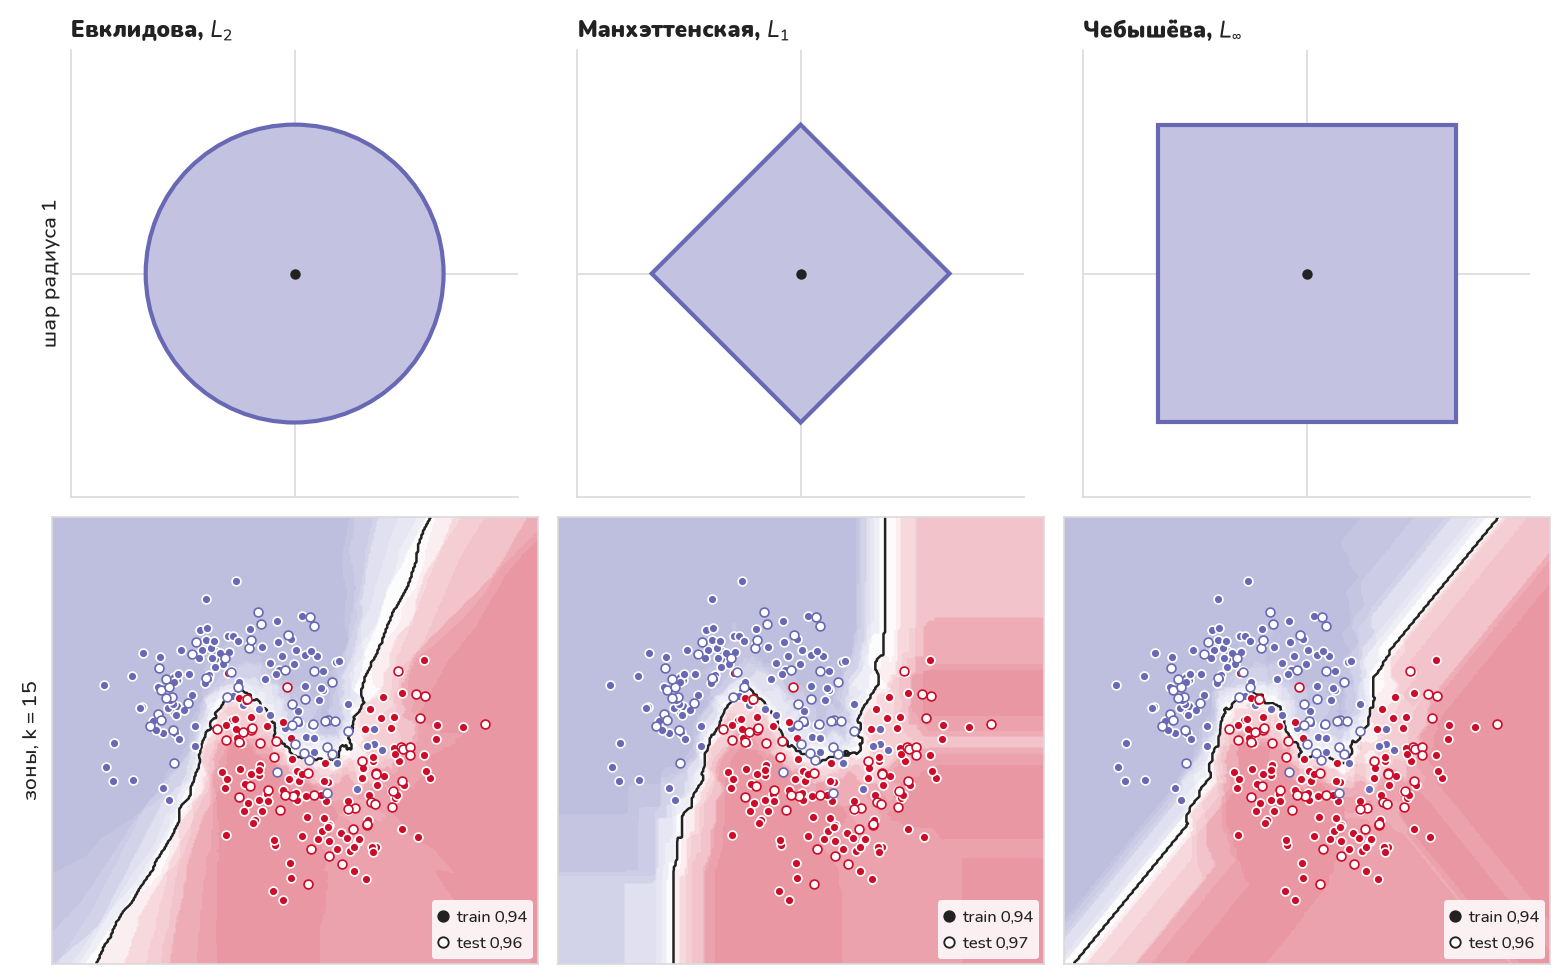 Евклидова, L₂
Манхэттенская, L₁
Чебышёва, L∞
шар радиуса 1
зоны, k = 15
train 0,94
test 0,96
train 0,94
test 0,97
train 0,94
test 0,96